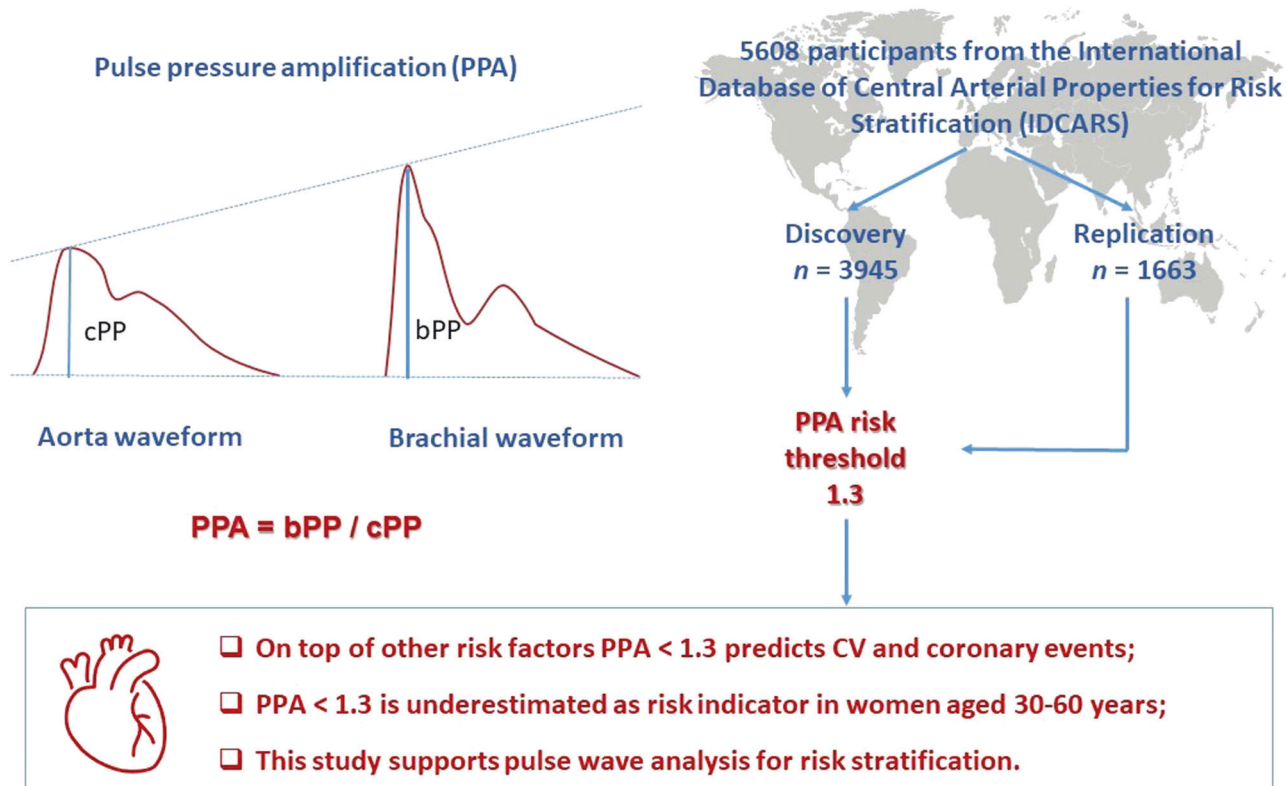 Pulse pressure amplification (PPA)
cPP
bPP
Aorta waveform
Brachial waveform
PPA = bPP / cPP
5608 participants from the International
Database of Central Arterial Properties for Risk
Stratification (IDCARS)
Discovery
n = 3945
Replication
n = 1663
PPA risk
threshold
1.3
On top of other risk factors PPA < 1.3 predicts CV and coronary events;
PPA < 1.3 is underestimated as risk indicator in women aged 30-60 years;
This study supports pulse wave analysis for risk stratification.